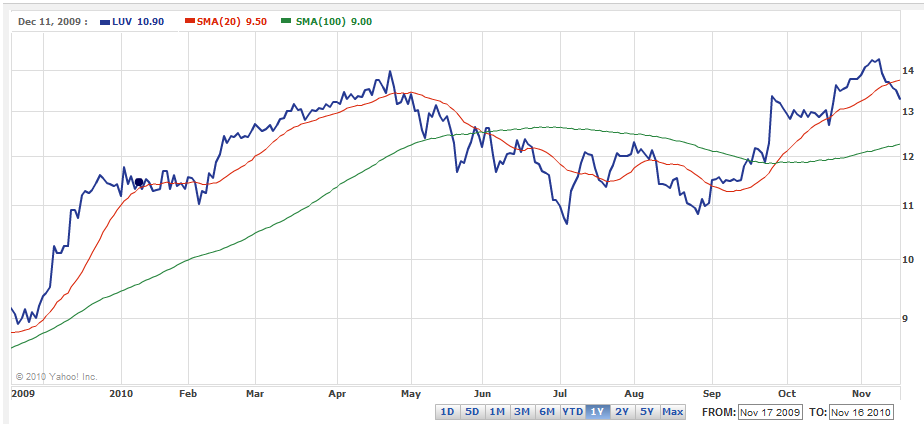 Dec 11, 2009 : LUV 10.90 SMA(20) 9.50 SMA(100) 9.00
14
13
12
11
10
9
© 2010 Yahoo! Inc.
2009 2010 Feb Mar Apr May Jun Jul Aug Sep Oct Nov
1D 5D 1M 3M 6M YTD 1Y 2Y 5Y Max FROM: Nov 17 2009 TO: Nov 16 2010